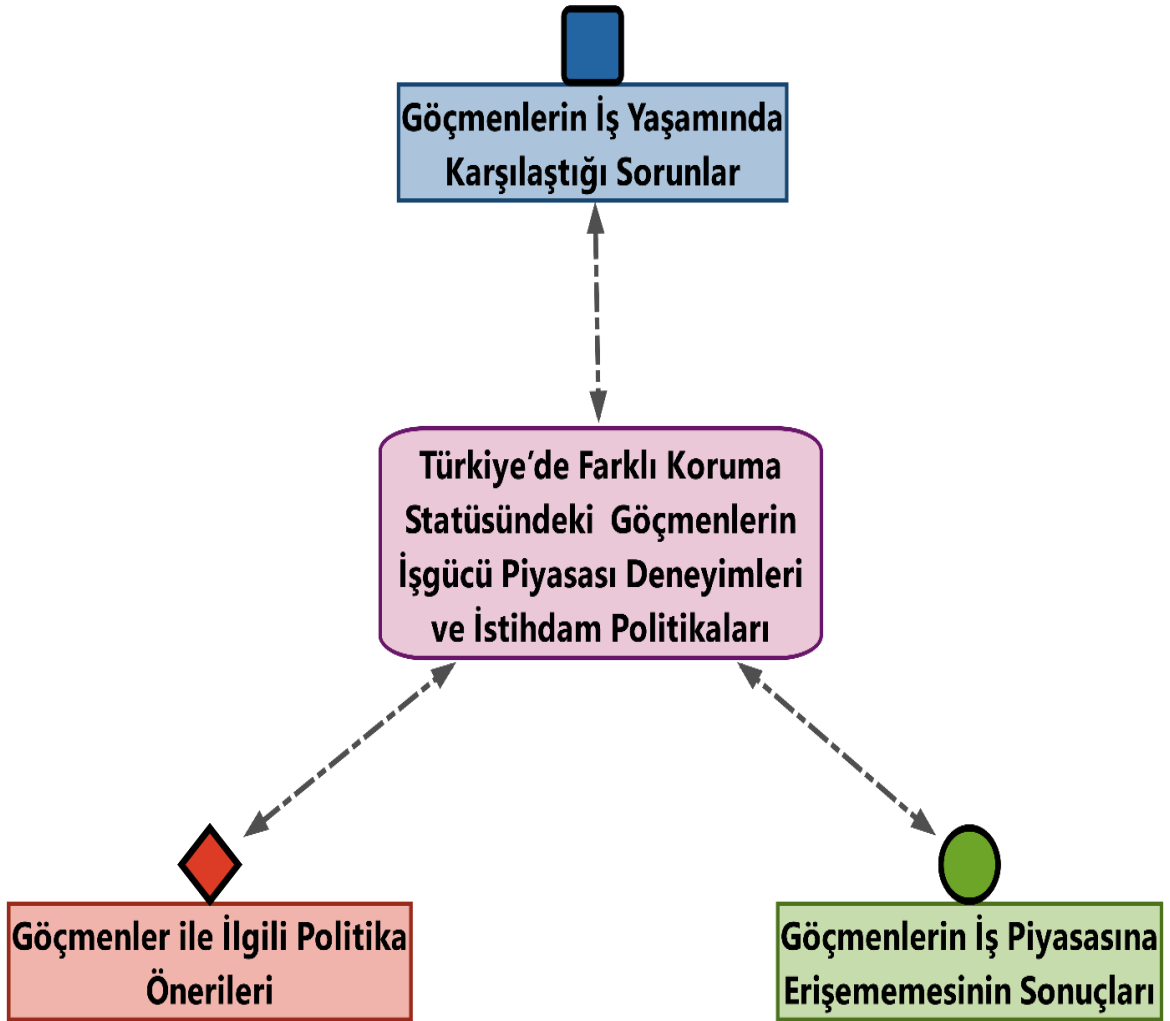 Göçmenlerin İş Yaşamında
Karşılaştığı Sorunlar
Türkiye’de Farklı Koruma
Statüsündeki Göçmenlerin
İşgücü Piyasası Deneyimleri
ve İstihdam Politikaları
Göçmenler ile İlgili Politika
Önerileri
Göçmenlerin İş Piyasasına
Erişememesinin Sonuçları